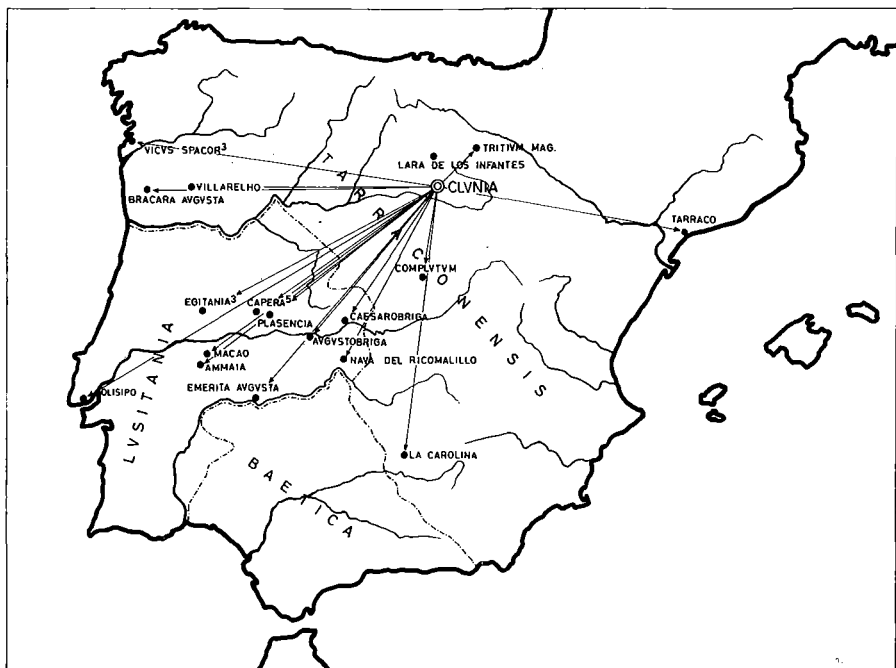 VICVS SPACOR3
TRITIVM MAG.
LARA DE LOS INFANTES
CLVNIA
VILLARELHO
BRACARA AVGVSTA
TARRACO
TARRACONENSIS
COMPLVTVM
EGITANIA3
CAPERA5
PLASENCIA
CAESAROBRIGA
AVGVSTOBRIGA
MACAO
AMMAIA
NAVA DEL RICOMALILLO
EMERITA AVGVSTA
OLISIPO
LVSITANIA
LA CAROLINA
BAETICA